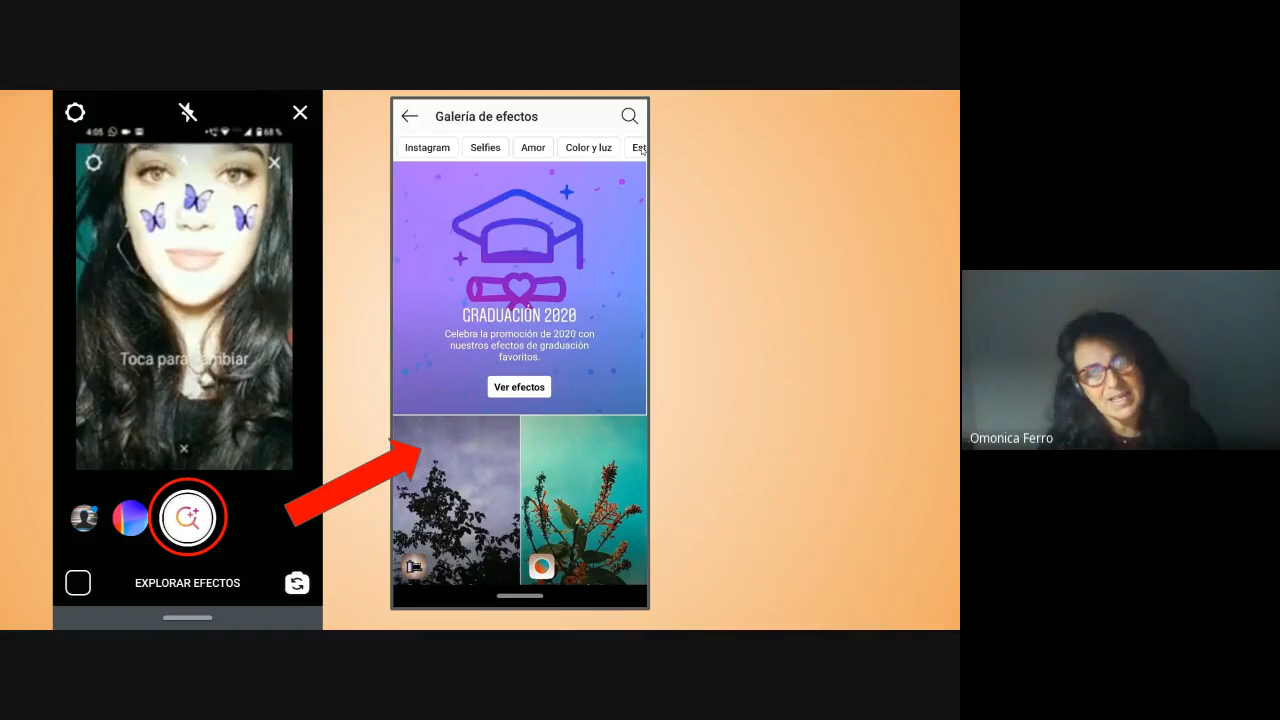 4:05
68 %
Toca para cambiar
EXPLORAR EFECTOS
Galería de efectos
Instagram
Selfies
Amor
Color y luz
GRADUACIÓN 2020
Celebra la promoción de 2020 con
nuestros efectos de graduación
favoritos.
Ver efectos
Omonica Ferro